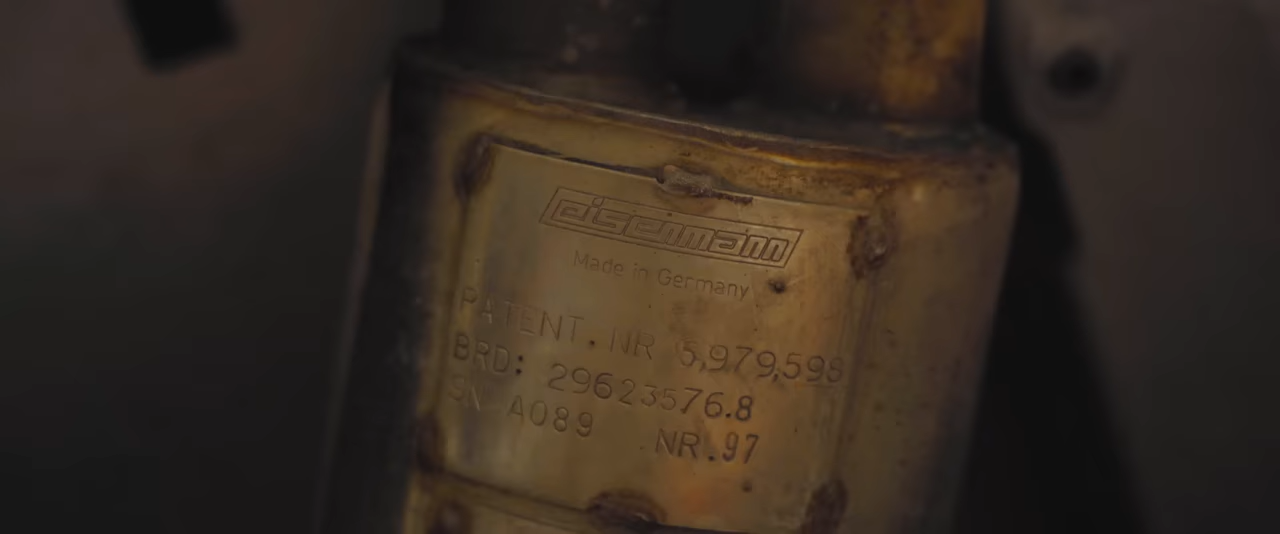 eisenmann
Made in Germany
PATENT.NR 5,979,598
BRD: 29623576.8
SN A089 NR.97